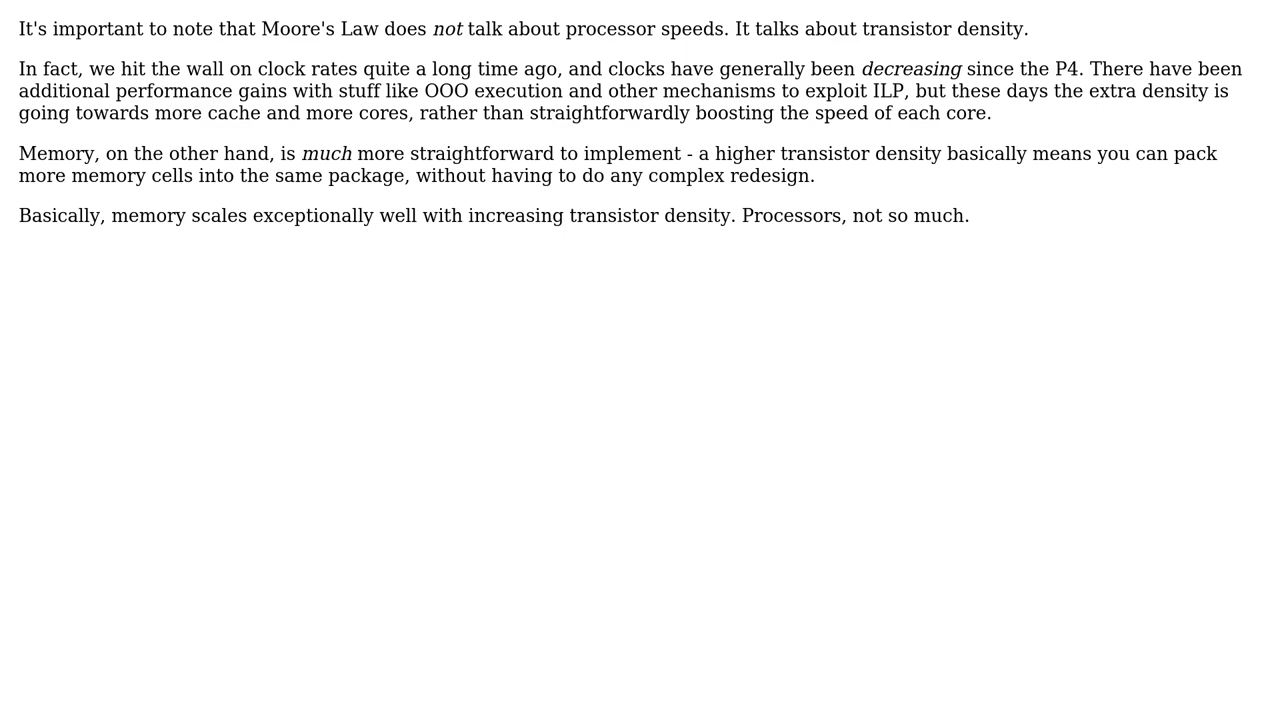 It's important to note that Moore's Law does not talk about processor speeds. It talks about transistor density.
In fact, we hit the wall on clock rates quite a long time ago, and clocks have generally been decreasing since the P4. There have been
additional performance gains with stuff like OOO execution and other mechanisms to exploit ILP, but these days the extra density is
going towards more cache and more cores, rather than straightforwardly boosting the speed of each core.
Memory, on the other hand, is much more straightforward to implement - a higher transistor density basically means you can pack
more memory cells into the same package, without having to do any complex redesign.
Basically, memory scales exceptionally well with increasing transistor density. Processors, not so much.